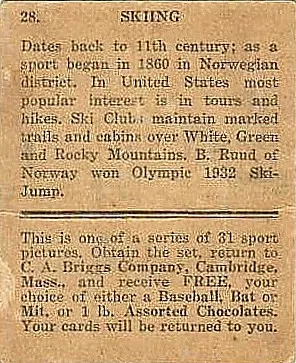 28. SKIING
Dates back to 11th century; as a
sport began in 1860 in Norwegian
district. In United States most
popular interest is in tours and
hikes. Ski Clubs maintain marked
trails and cabins over White, Green
and Rocky Mountains. B. Ruud of
Norway won Olympic 1932 Ski-
Jump.
This is one of a series of 31 sport
pictures. Obtain the set, return to
C. A. Briggs Company, Cambridge,
Mass., and receive FREE, your
choice of either a Baseball, Bat or
Mit, or 1 lb. Assorted Chocolates.
Your cards will be returned to you.